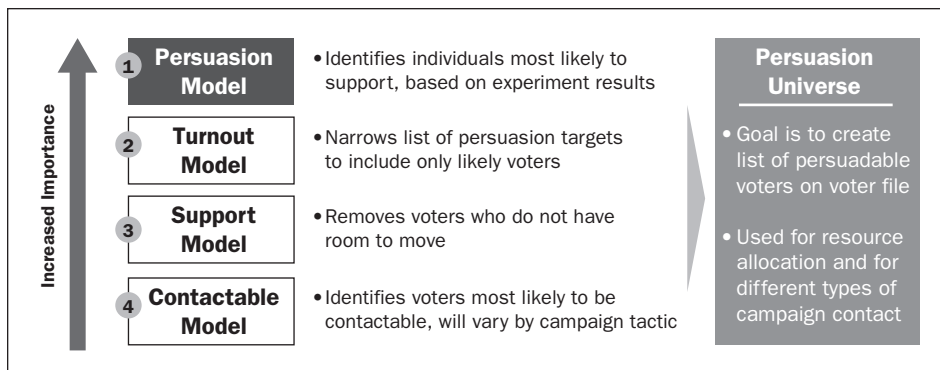 Increased Importance
1
Persuasion
Model
• Identifies individuals most likely to
support, based on experiment results
2
Turnout
Model
• Narrows list of persuasion targets
to include only likely voters
3
Support
Model
• Removes voters who do not have
room to move
4
Contactable
Model
• Identifies voters most likely to be
contactable, will vary by campaign tactic
Persuasion
Universe
• Goal is to create
list of persuadable
voters on voter file
• Used for resource
allocation and for
different types of
campaign contact